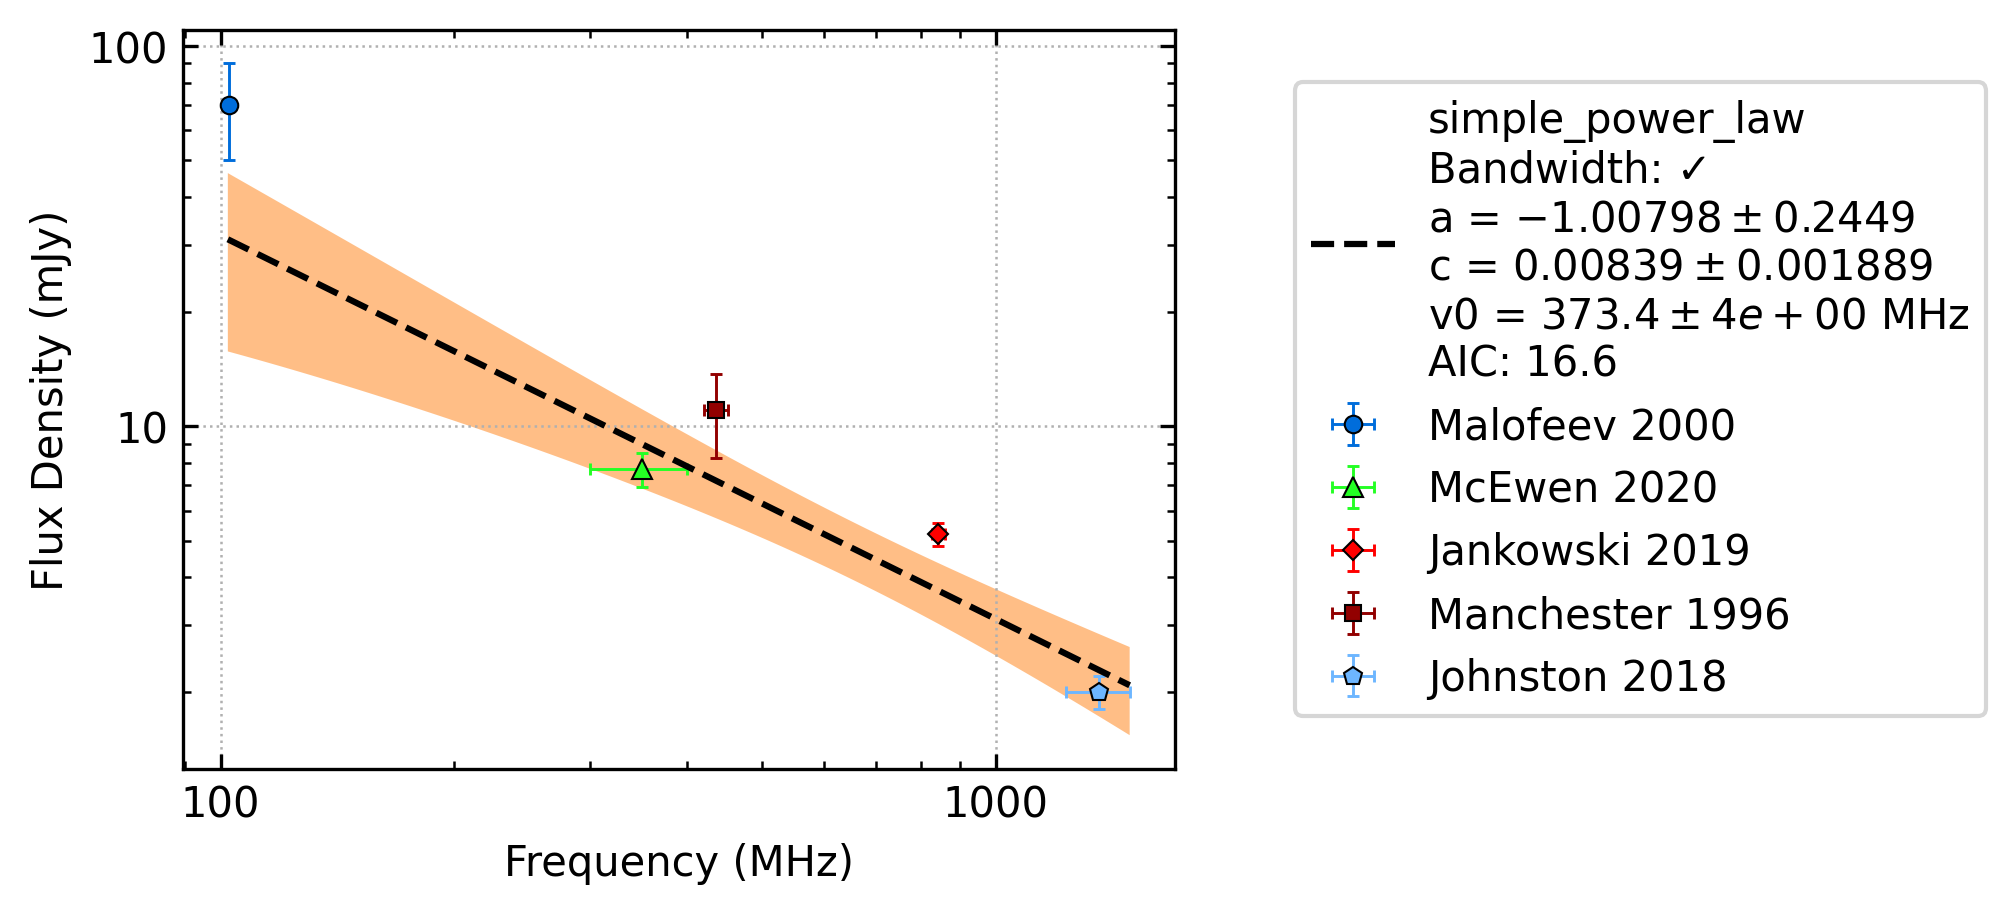 100
10
Flux Density (mJy)
100
1000
Frequency (MHz)
simple_power_law
Bandwidth: ✓
a = −1.00798 ± 0.2449
c = 0.00839 ± 0.001889
v0 = 373.4 ± 4e + 00 MHz
AIC: 16.6
Malofeev 2000
McEwen 2020
Jankowski 2019
Manchester 1996
Johnston 2018